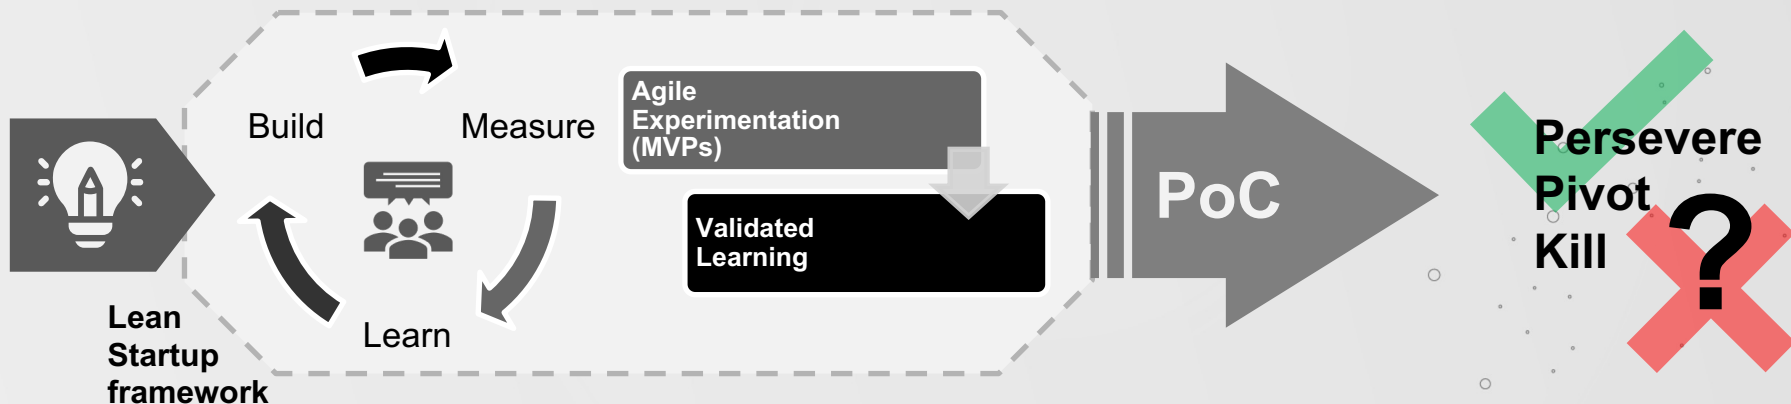 Build
Measure
Learn
Lean
Startup
framework
Agile
Experimentation
(MVPs)
Validated
Learning
PoC
Persevere
Pivot
Kill
?